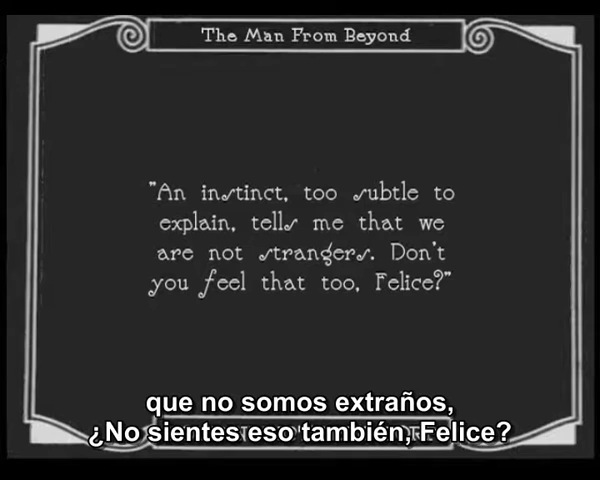 The Man From Beyond
"An instinct, too subtle to
explain, tells me that we
are not strangers. Don't
you feel that too, Felice?"
que no somos extraños,
¿No sientes eso también, Felice?